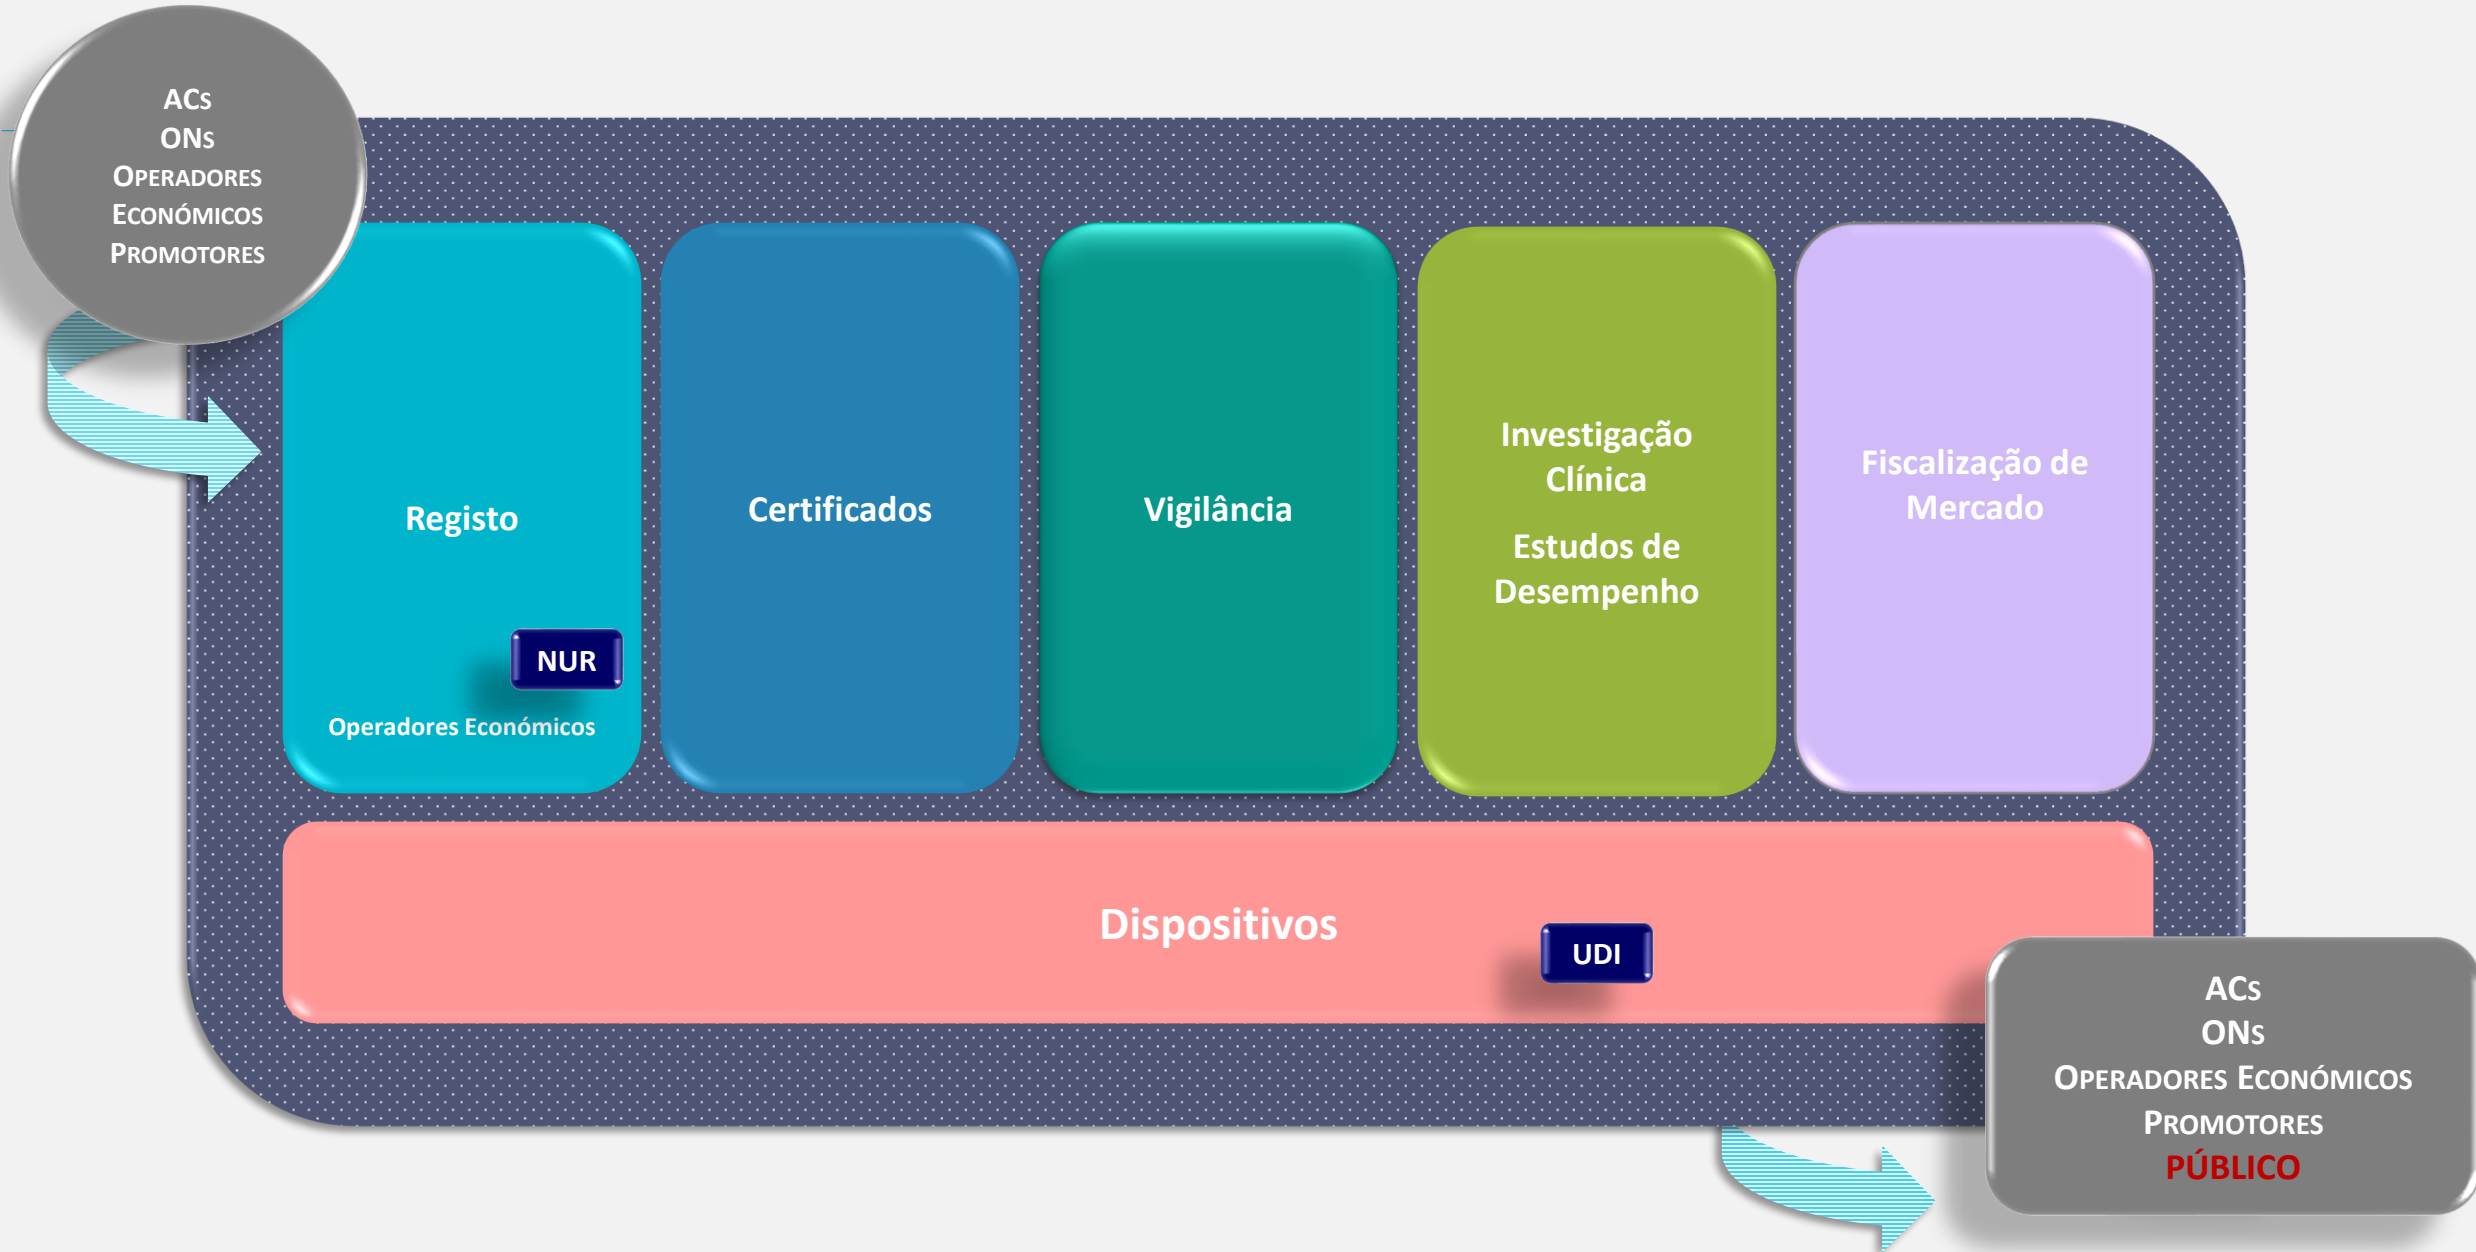 ACs
ONs
Operadores
Económicos
Promotores
Registo
NUR
Operadores Económicos
Certificados
Vigilância
Investigação
Clínica
Estudos de
Desempenho
Fiscalização de
Mercado
Dispositivos
UDI
ACs
ONs
Operadores Económicos
Promotores
PÚBLICO